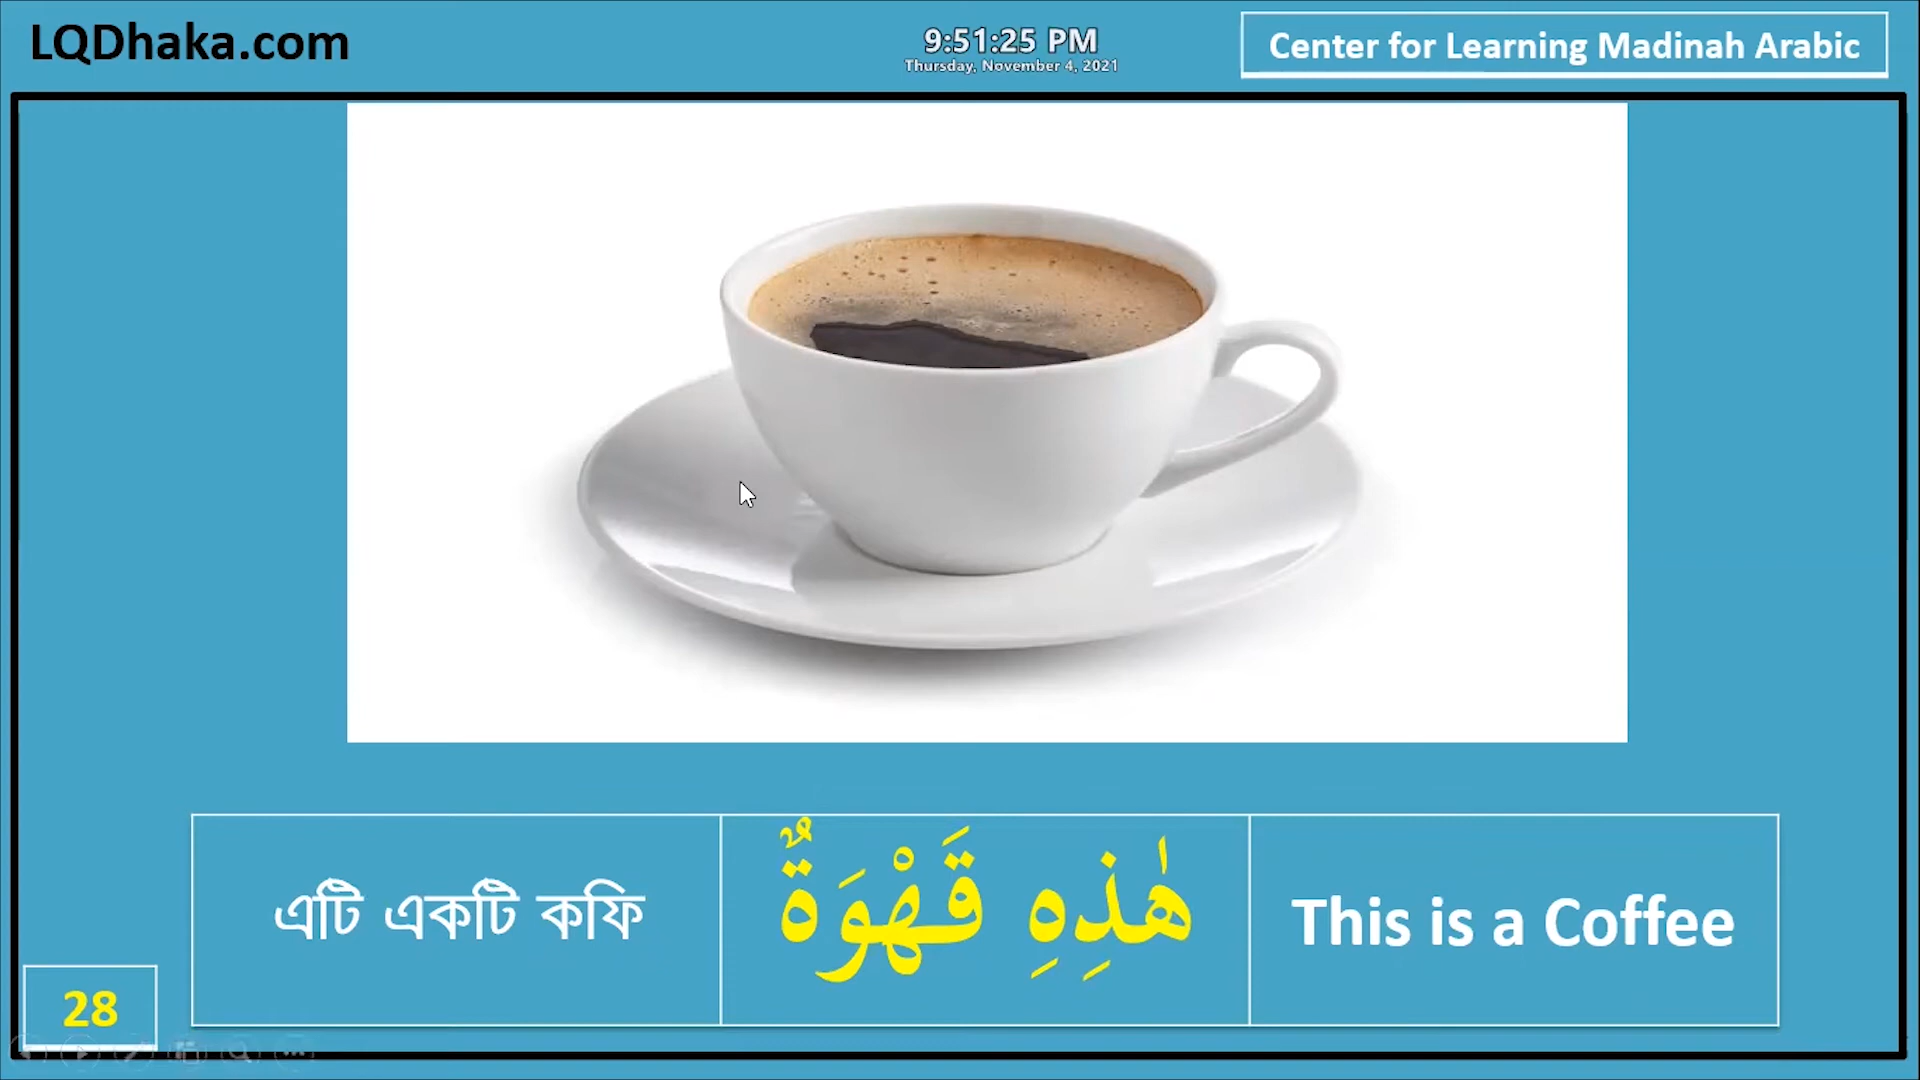 LQDhaka.com
9:51:25 PM
Thursday, November 4, 2021
Center for Learning Madinah Arabic
এটি একটি কফি
هٰذِهِ قَهْوَةٌ
This is a Coffee
28